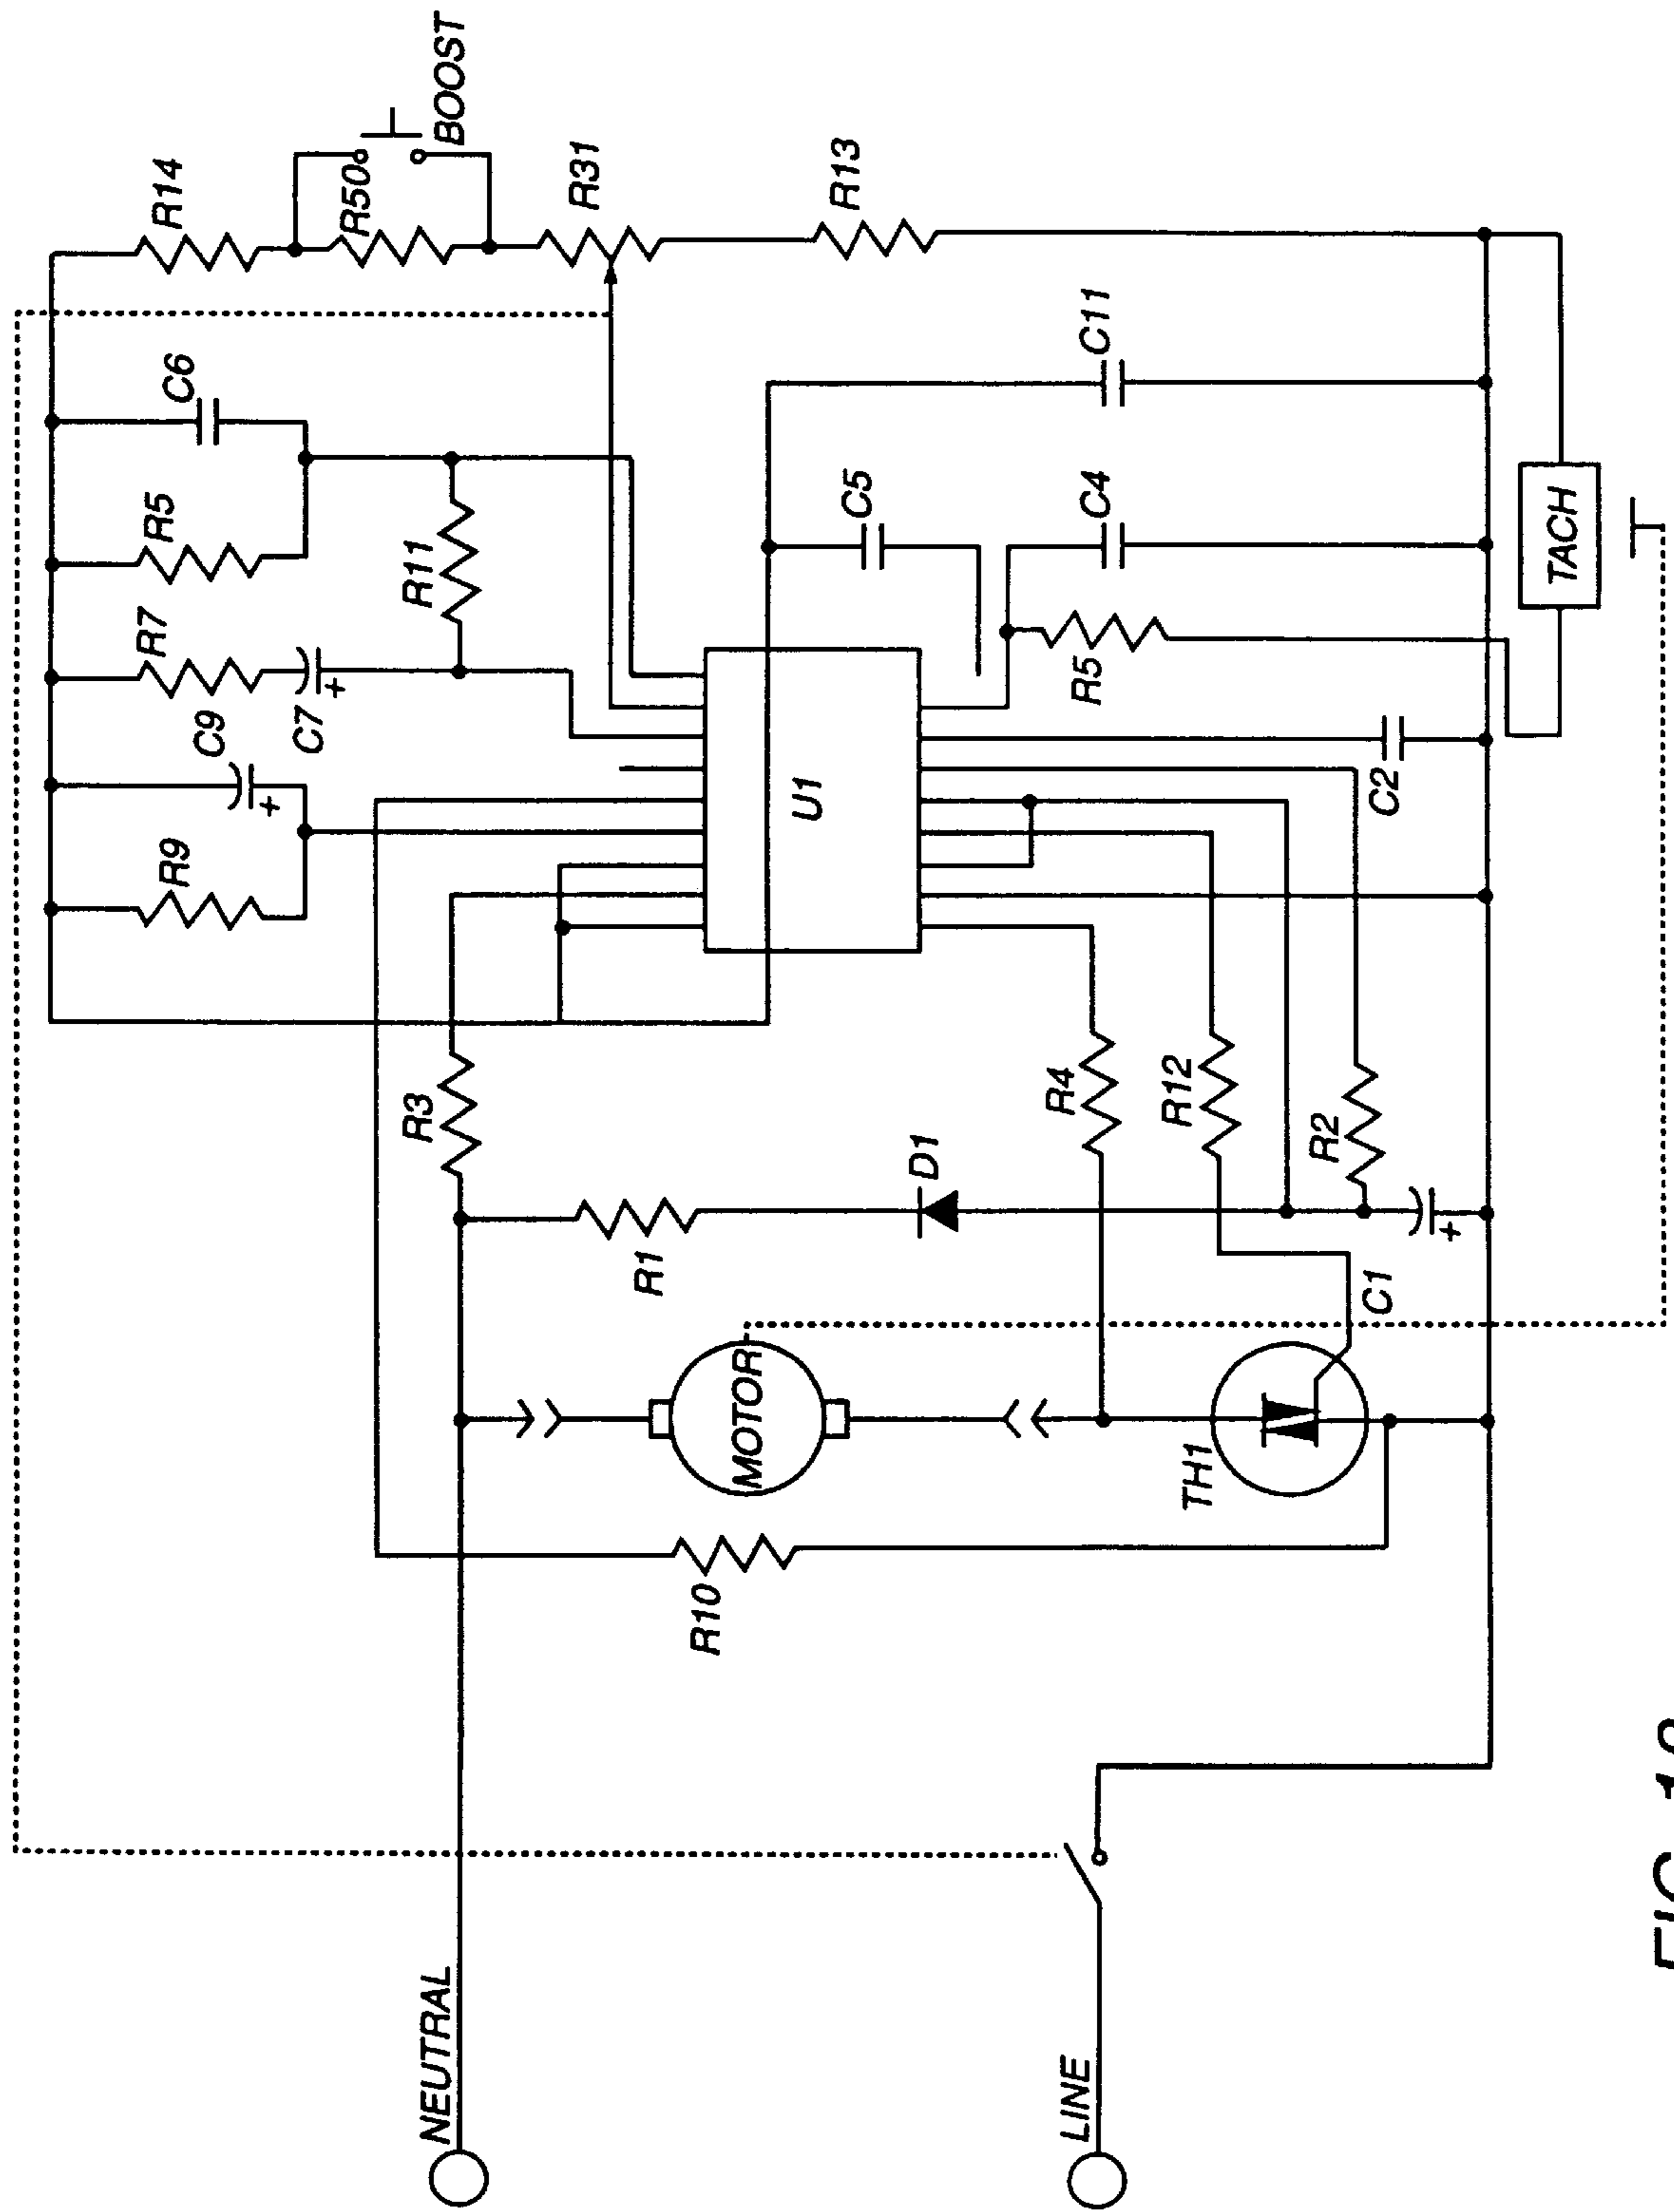 R9
C9
R7
R5
C6
R14
C7
R50
NEUTRAL
R3
R11
BOOST
R31
R1
R10
MOTOR
U1
R13
C5
D1
LINE
R4
R5
C4
C11
TH1
R12
R2
C1
C2
TACH
FIG.